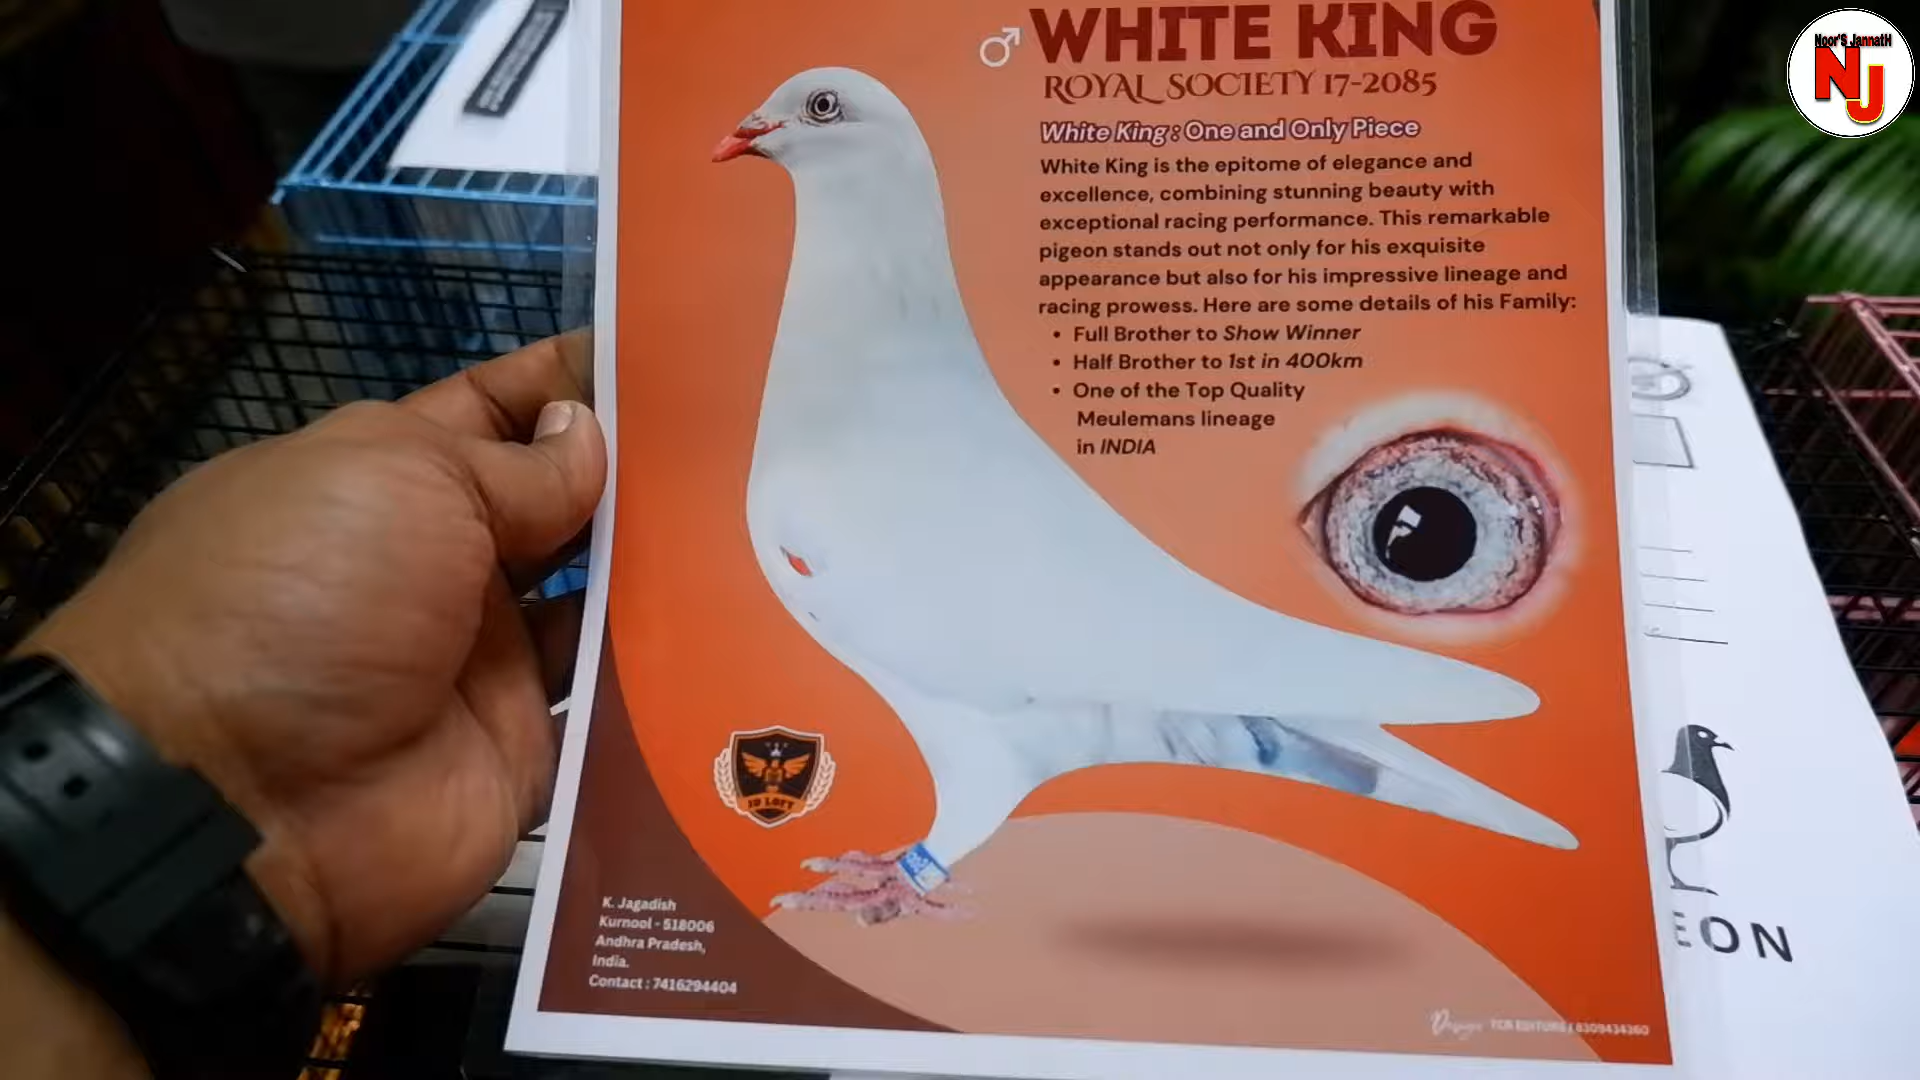 Noor'S JannatH
NJ
WHITE KING
ROYAL SOCIETY 17-2085
White King : One and Only Piece
White King is the epitome of elegance and
excellence, combining stunning beauty with
exceptional racing performance. This remarkable
pigeon stands out not only for his exquisite
appearance but also for his impressive lineage and
racing prowess. Here are some details of his Family:
• Full Brother to Show Winner
• Half Brother to 1st in 400km
• One of the Top Quality
Meulemans lineage
in INDIA
JD LOFT
K. Jagadish
Kurnool - 518006
Andhra Pradesh,
India.
Contact : 7416294404
Design TCR EDITORS | 8309434360
EON